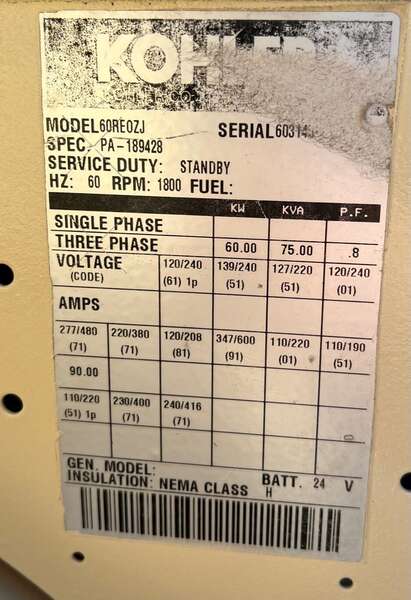 KOHLER
MODEL 60REOZJ SERIAL 60314
SPEC. PA-189428
SERVICE DUTY: STANDBY
HZ: 60 RPM: 1800 FUEL:
KW KVA P.F.
SINGLE PHASE
THREE PHASE 60.00 75.00 .8
VOLTAGE 120/240 139/240 127/220 120/240
(CODE) (61) 1p (51) (51) (01)
AMPS
277/480 220/380 120/208 347/600 110/220 110/190
(71) (71) (81) (91) (01) (51)
90.00
110/220 230/400 240/416
(51) 1p (71) (71)
GEN. MODEL:
INSULATION: NEMA CLASS H BATT. 24 V